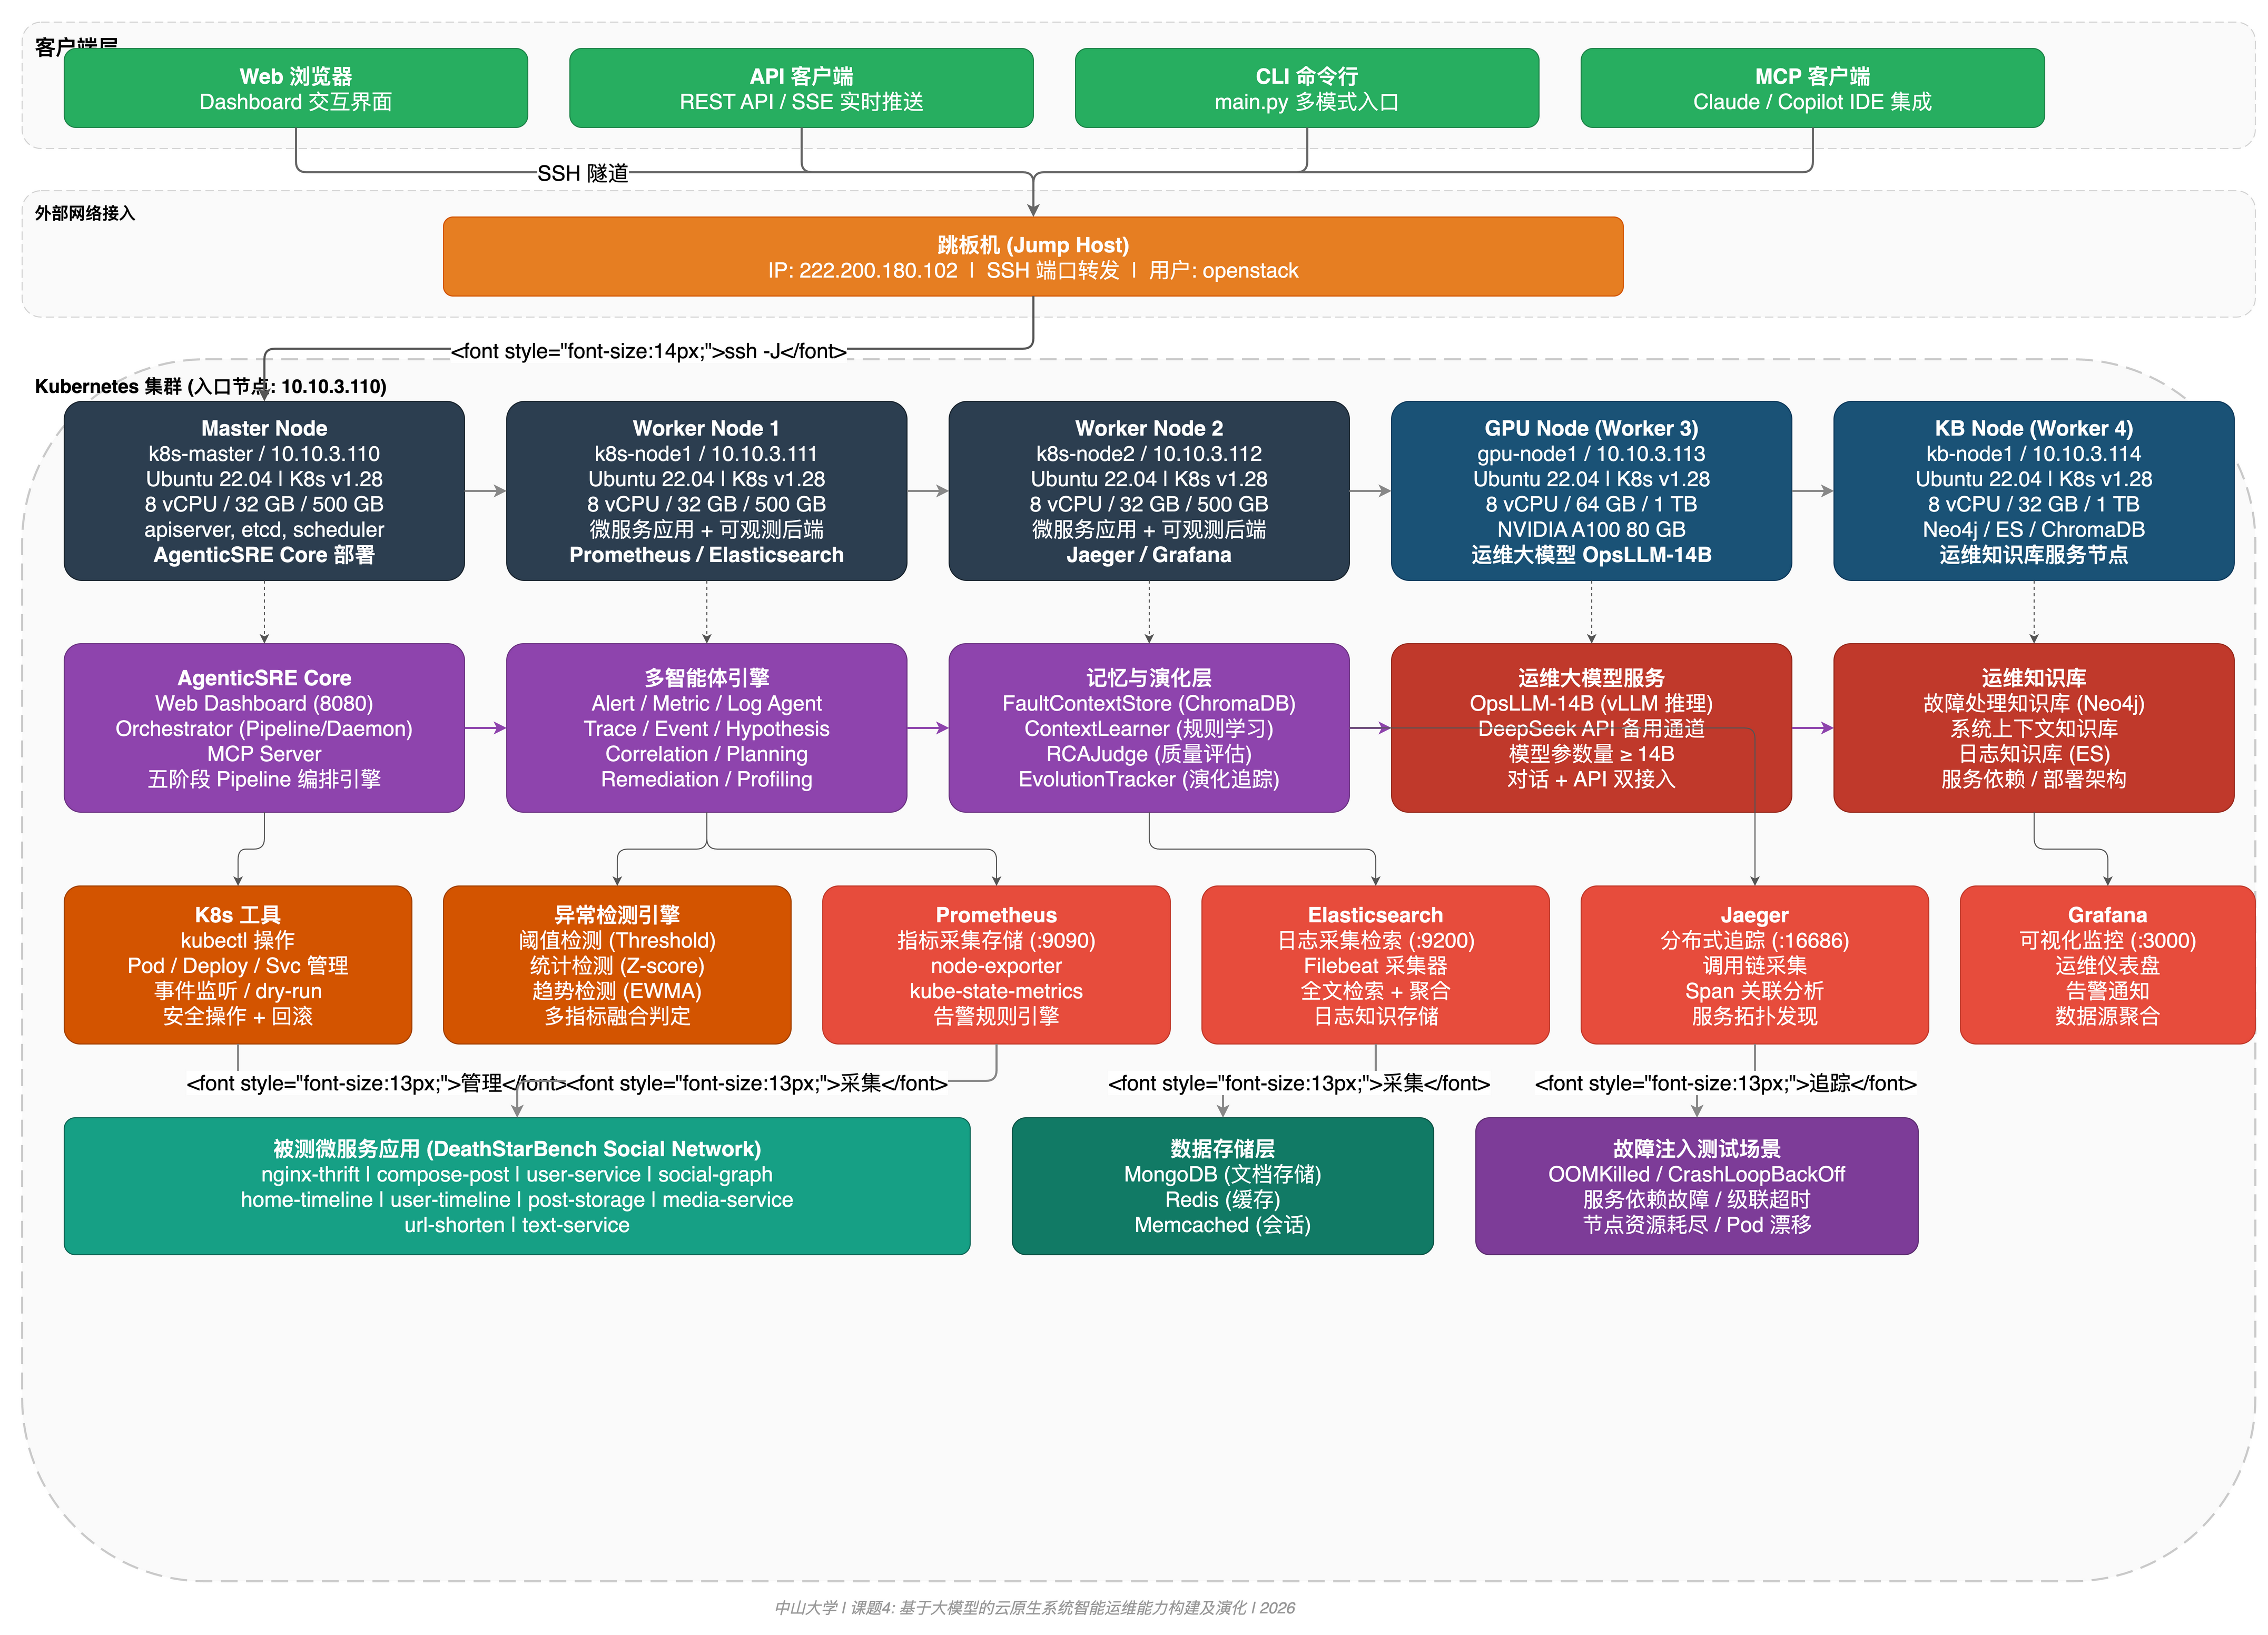 客户端层
Web 浏览器
Dashboard 交互界面
API 客户端
REST API / SSE 实时推送
CLI 命令行
main.py 多模式入口
MCP 客户端
Claude / Copilot IDE 集成
SSH 隧道
外部网络接入
跳板机 (Jump Host)
IP: 222.200.180.102 | SSH 端口转发 | 用户: openstack
<font style="font-size:14px;">ssh -J</font>
Kubernetes 集群 (入口节点: 10.10.3.110)
Master Node
k8s-master / 10.10.3.110
Ubuntu 22.04 | K8s v1.28
8 vCPU / 32 GB / 500 GB
apiserver, etcd, scheduler
AgenticSRE Core 部署
Worker Node 1
k8s-node1 / 10.10.3.111
Ubuntu 22.04 | K8s v1.28
8 vCPU / 32 GB / 500 GB
微服务应用 + 可观测后端
Prometheus / Elasticsearch
Worker Node 2
k8s-node2 / 10.10.3.112
Ubuntu 22.04 | K8s v1.28
8 vCPU / 32 GB / 500 GB
微服务应用 + 可观测后端
Jaeger / Grafana
GPU Node (Worker 3)
gpu-node1 / 10.10.3.113
Ubuntu 22.04 | K8s v1.28
8 vCPU / 64 GB / 1 TB
NVIDIA A100 80 GB
运维大模型 OpsLLM-14B
KB Node (Worker 4)
kb-node1 / 10.10.3.114
Ubuntu 22.04 | K8s v1.28
8 vCPU / 32 GB / 1 TB
Neo4j / ES / ChromaDB
运维知识库服务节点
AgenticSRE Core
Web Dashboard (8080)
Orchestrator (Pipeline/Daemon)
MCP Server
五阶段 Pipeline 编排引擎
多智能体引擎
Alert / Metric / Log Agent
Trace / Event / Hypothesis
Correlation / Planning
Remediation / Profiling
记忆与演化层
FaultContextStore (ChromaDB)
ContextLearner (规则学习)
RCAJudge (质量评估)
EvolutionTracker (演化追踪)
运维大模型服务
OpsLLM-14B (vLLM 推理)
DeepSeek API 备用通道
模型参数量 ≥ 14B
对话 + API 双接入
运维知识库
故障处理知识库 (Neo4j)
系统上下文知识库
日志知识库 (ES)
服务依赖 / 部署架构
K8s 工具
kubectl 操作
Pod / Deploy / Svc 管理
事件监听 / dry-run
安全操作 + 回滚
异常检测引擎
阈值检测 (Threshold)
统计检测 (Z-score)
趋势检测 (EWMA)
多指标融合判定
Prometheus
指标采集存储 (:9090)
node-exporter
kube-state-metrics
告警规则引擎
Elasticsearch
日志采集检索 (:9200)
Filebeat 采集器
全文检索 + 聚合
日志知识存储
Jaeger
分布式追踪 (:16686)
调用链采集
Span 关联分析
服务拓扑发现
Grafana
可视化监控 (:3000)
运维仪表盘
告警通知
数据源聚合
<font style="font-size:13px;">管理</font>
<font style="font-size:13px;">采集</font>
<font style="font-size:13px;">采集</font>
<font style="font-size:13px;">追踪</font>
被测微服务应用 (DeathStarBench Social Network)
nginx-thrift | compose-post | user-service | social-graph
home-timeline | user-timeline | post-storage | media-service
url-shorten | text-service
数据存储层
MongoDB (文档存储)
Redis (缓存)
Memcached (会话)
故障注入测试场景
OOMKilled / CrashLoopBackOff
服务依赖故障 / 级联超时
节点资源耗尽 / Pod 漂移
中山大学 | 课题4: 基于大模型的云原生系统智能运维能力构建及演化 | 2026